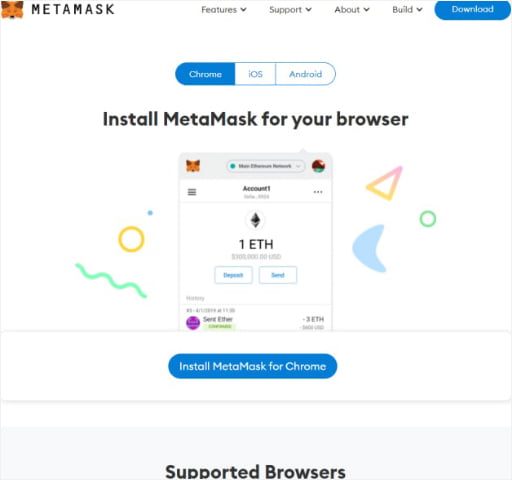 METAMASK
Features Support About Build Download
Chrome iOS Android
Install MetaMask for your browser
Main Ethereum Network
Account1
1 ETH
$300,000.00 USD
Deposit Send
History
#3 - 4/1/2019 at 11:30
Sent Ether - 3 ETH
CONFIRMED - $600 USD
Install MetaMask for Chrome
Supported Browsers